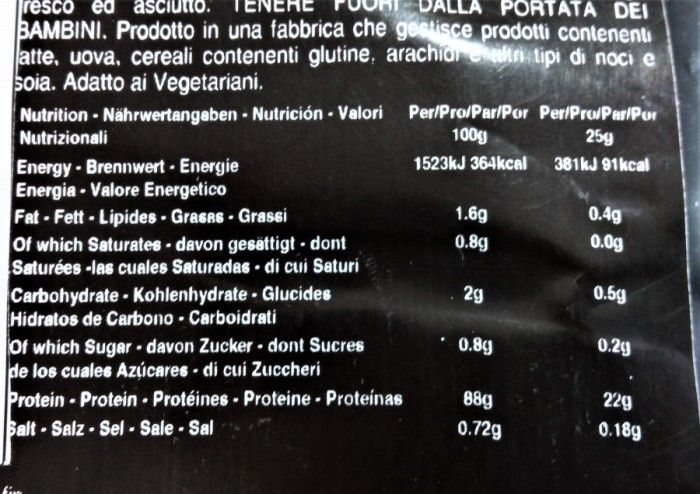 fresco ed asciutto. TENERE FUORI DALLA PORTATA DEI
BAMBINI. Prodotto in una fabbrica che gestisce prodotti contenenti
latte, uova, cereali contenenti glutine, arachidi e altri tipi di noci e
soia. Adatto ai Vegetariani.
Nutrition - Nährwertangaben - Nutrición - Valori Per/Pro/Par/Por Per/Pro/Par/Por
Nutrizionali 100g 25g
Energy - Brennwert - Energie 1523kJ 364kcal 381kJ 91kcal
Energia - Valore Energetico
Fat - Fett - Lipides - Grasas - Grassi 1.6g 0.4g
Of which Saturates - davon gesättigt - dont 0.8g 0.0g
Saturées -las cuales Saturadas - di cui Saturi
Carbohydrate - Kohlenhydrate - Glucides 2g 0.5g
Hidratos de Carbono - Carboidrati
Of which Sugar - davon Zucker - dont Sucres 0.8g 0.2g
de los cuales Azúcares - di cui Zuccheri
Protein - Protein - Protéines - Proteine - Proteínas 88g 22g
Salt - Salz - Sel - Sale - Sal 0.72g 0.18g